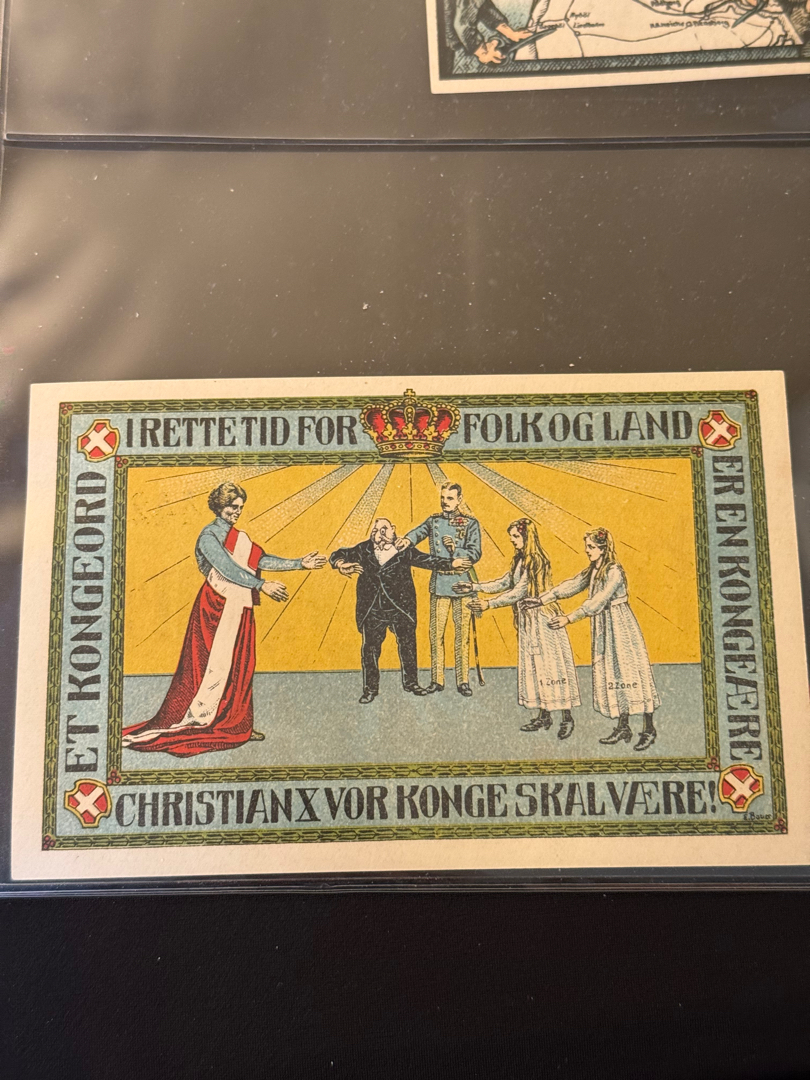 ET KONGEORD
I RETTE TID FOR FOLK OG LAND
ER EN KONGEÆRE
1 Zone
2 Zone
CHRISTIAN X VOR KONGE SKAL VÆRE!